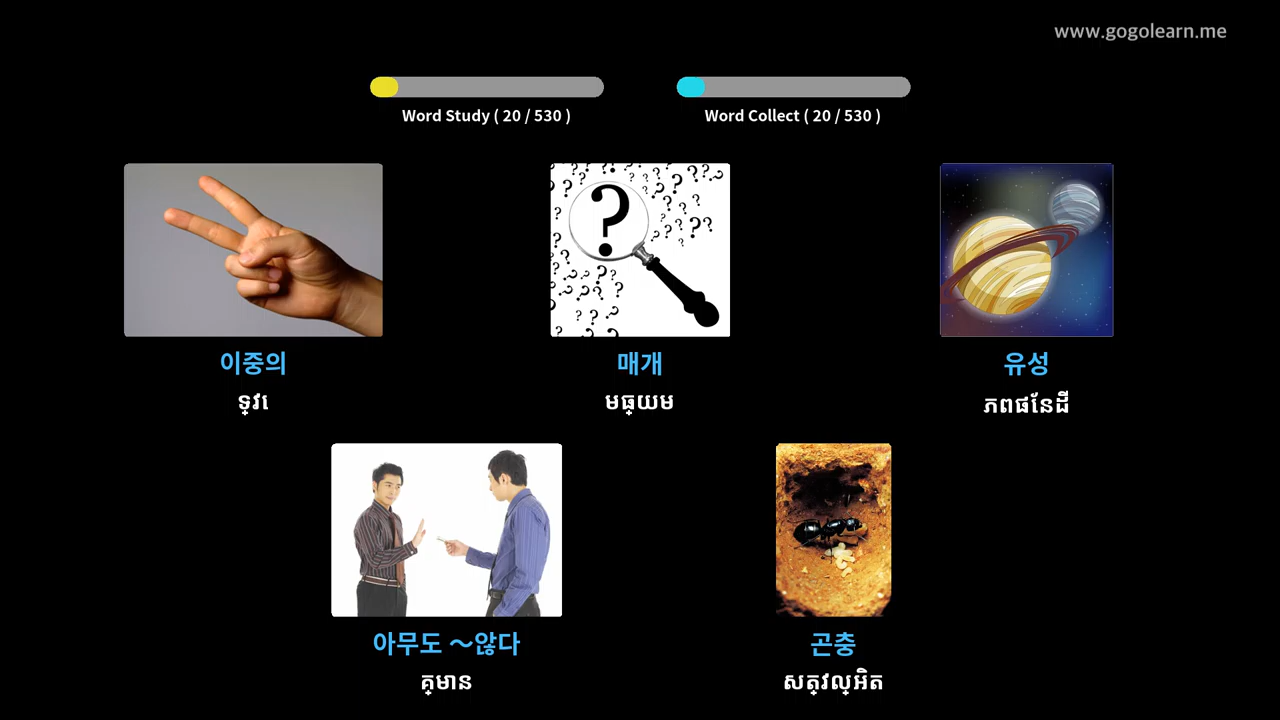 www.gogolearn.me
Word Study ( 20 / 530 )
Word Collect ( 20 / 530 )
이중의
ទ្វេ
매개
មធ្យម
유성
ភពផែនដី
아무도 ～않다
គ្មាន
곤충
សត្វល្អិត